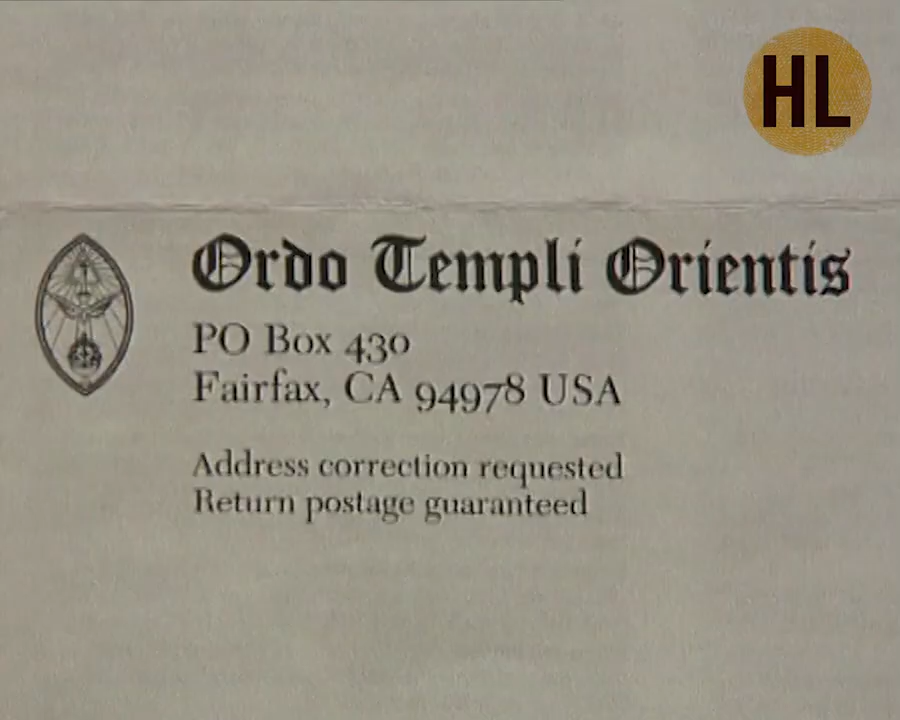 HL
Ordo Templi Orientis
PO Box 430
Fairfax, CA 94978 USA
Address correction requested
Return postage guaranteed